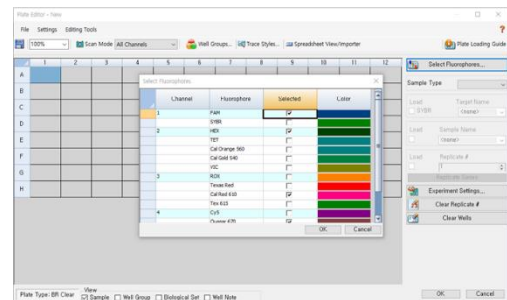 Plate Editor - New
File Settings Editing Tools ?
100% Scan Mode All Channels Well Groups... Trace Styles... Spreadsheet View/Importer Plate Loading Guide
1 2 3 4 5 6 7 8 9 10 11 12
Select Fluorophores...
A
B
C
D
E
F
G
H
Select Fluorophores
Channel Fluorophore Selected Color
1 FAM
SYBR
2 HEX
TET
Cal Orange 560
Cal Gold 540
VIC
3 ROX
Texas Red
Cal Red 610
Tex 615
4 Cy5
Quasar 670
OK Cancel
Sample Type
Load Target Name
SYBR <none>
Load Sample Name
<none>
Load Replicate #
1
Replicate Series
Experiment Settings...
Clear Replicate #
Clear Wells
Plate Type: BR Clear View
Sample Well Group Biological Set Well Note
OK Cancel